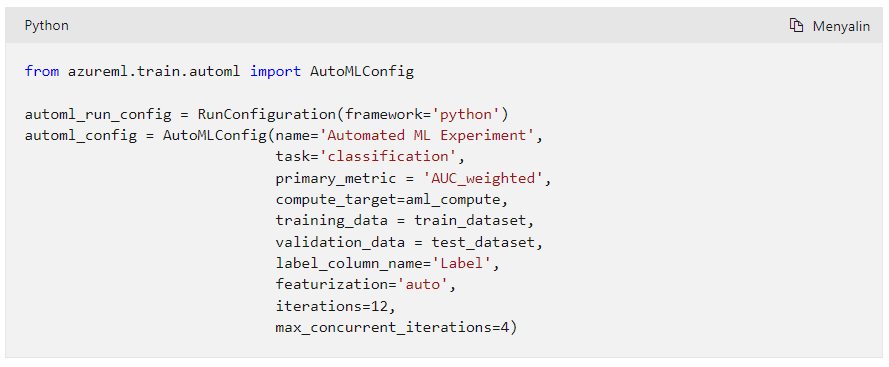 Python
Menyalin
from azureml.train.automl import AutoMLConfig
automl_run_config = RunConfiguration(framework='python')
automl_config = AutoMLConfig(name='Automated ML Experiment',
                             task='classification',
                             primary_metric = 'AUC_weighted',
                             compute_target=aml_compute,
                             training_data = train_dataset,
                             validation_data = test_dataset,
                             label_column_name='Label',
                             featurization='auto',
                             iterations=12,
                             max_concurrent_iterations=4)